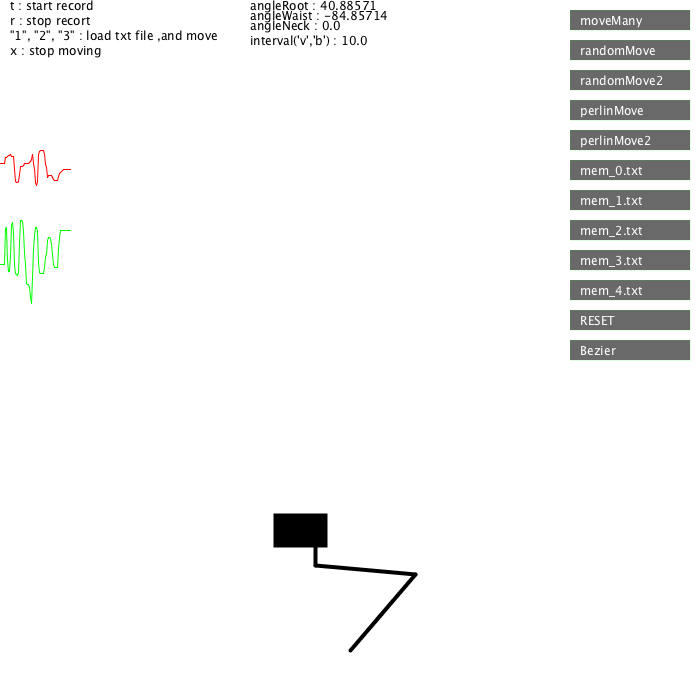 t : start record
r : stop recort
"1", "2", "3" : load txt file ,and move
x : stop moving
angleRoot : 40.88571
angleWaist : -84.85714
angleNeck : 0.0
interval('v','b') : 10.0
moveMany
randomMove
randomMove2
perlinMove
perlinMove2
mem_0.txt
mem_1.txt
mem_2.txt
mem_3.txt
mem_4.txt
RESET
Bezier